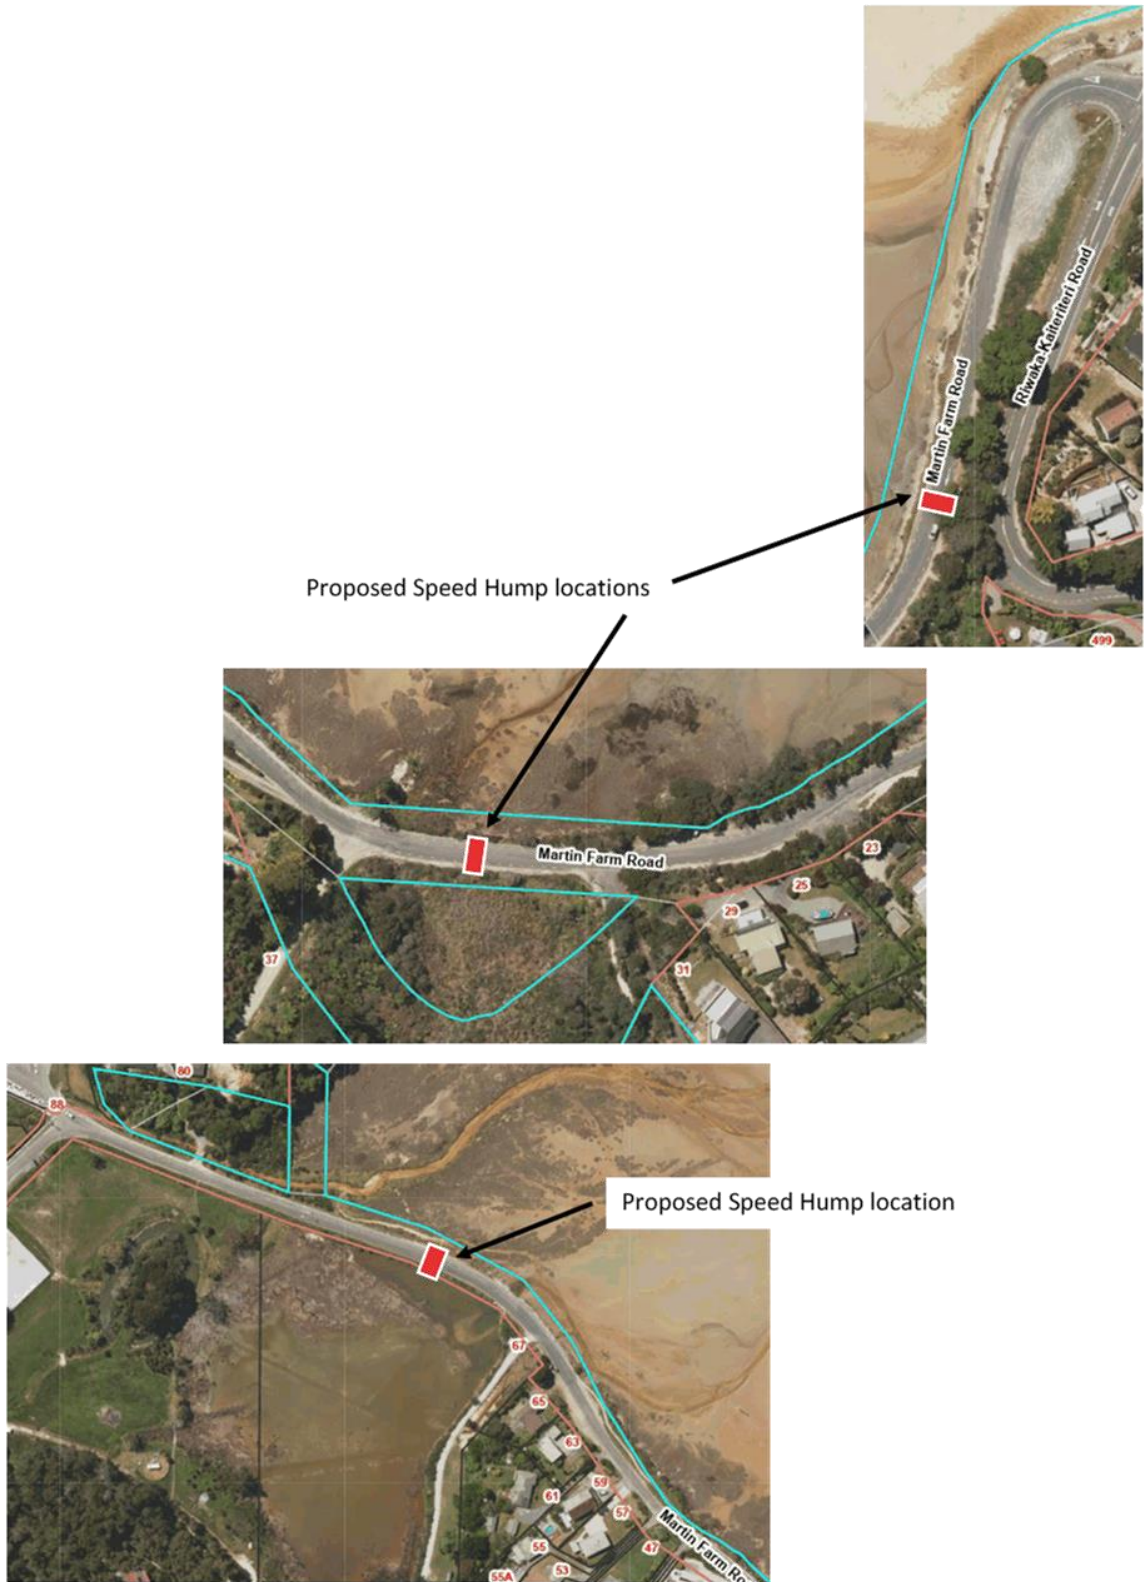 Riwaka-Kaiteriteri Road
Martin Farm Road
499
Proposed Speed Hump locations
Martin Farm Road
23
25
29
31
37
80
88
Proposed Speed Hump location
67
65
63
59
61
57
47
55
53
55A
Martin Farm Ro